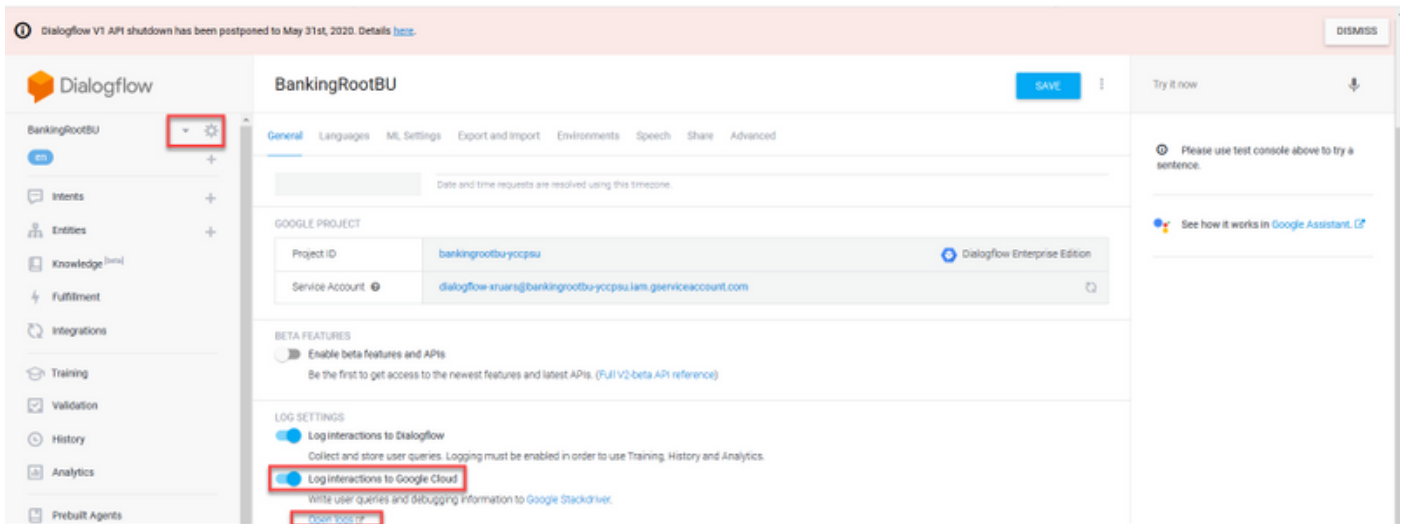 Dialogflow V1 API shutdown has been postponed to May 31st, 2020. Details here.
DISMISS
Dialogflow
BankingRootBU
en
Intents
Entities
Knowledge [beta]
Fulfillment
Integrations
Training
Validation
History
Analytics
Prebuilt Agents
BankingRootBU
SAVE
General Languages ML Settings Export and Import Environments Speech Share Advanced
Date and time requests are resolved using this timezone.
GOOGLE PROJECT
Project ID bankingrootbu-yccpsu Dialogflow Enterprise Edition
Service Account dialogflow-xruars@bankingrootbu-yccpsu.iam.gserviceaccount.com
BETA FEATURES
Enable beta features and APIs
Be the first to get access to the newest features and latest APIs. (Full V2-beta API reference)
LOG SETTINGS
Log interactions to Dialogflow
Collect and store user queries. Logging must be enabled in order to use Training, History and Analytics.
Log interactions to Google Cloud
Write user queries and debugging information to Google Stackdriver.
Open logs
Try it now
Please use test console above to try a
sentence.
See how it works in Google Assistant.